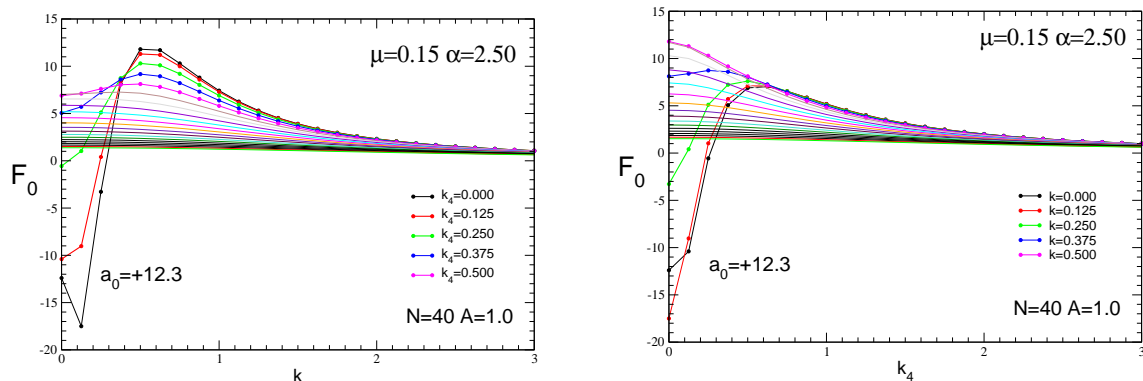 15
10
5
0
-5
-10
-15
-20
0
1
2
3
F₀
k
μ=0.15 α=2.50
k₄=0.000
k₄=0.125
k₄=0.250
k₄=0.375
k₄=0.500
a₀=+12.3
N=40 A=1.0
15
10
5
0
-5
-10
-15
-20
0
1
2
3
F₀
k₄
μ=0.15 α=2.50
k=0.000
k=0.125
k=0.250
k=0.375
k=0.500
a₀=+12.3
N=40 A=1.0